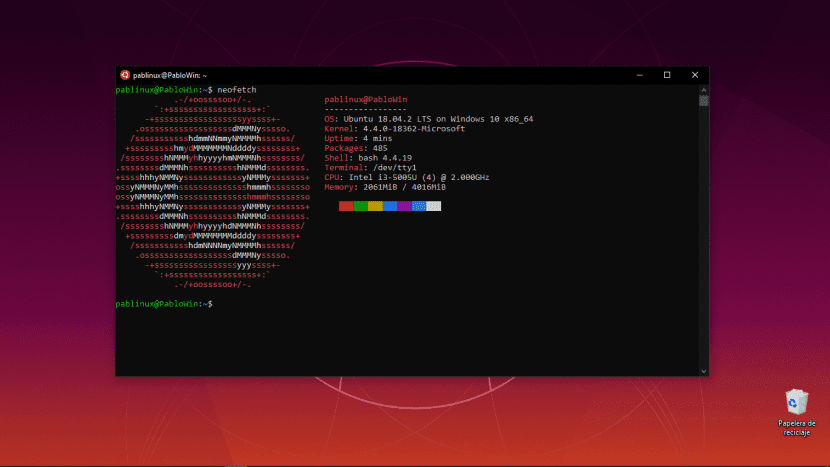 pablinux@PabloWin: ~
pablinux@PabloWin:~$ neofetch
.-/+oossssoo+/-.
`:+ssssssssssssssssss+:`
-+ssssssssssssssssssyyssss+-
.ossssssssssssssssssdMMMNysssso.
/ssssssssssshdmmNNmmyNMMMMhssssss/
+ssssssssshmydMMMMMMMNddddyssssssss+
/sssssssshNMMMyhhyyyyhmNMMMNhssssssss/
.ssssssssdMMMNhsssssssssshNMMMdssssssss.
+sssshhhyNMMNyssssssssssssyNMMMysssssss+
ossyNMMMNyMMhsssssssssssssshmmmhssssssso
ossyNMMMNyMMhsssssssssssssshmmmhssssssso
+sssshhhyNMMNyssssssssssssyNMMMysssssss+
.ssssssssdMMMNhsssssssssshNMMMdssssssss.
/sssssssshNMMMyhhyyyyhdNMMMNhssssssss/
+sssssssssdmydMMMMMMMMddddyssssssss+
/ssssssssssshdmNNNNmyNMMMMhssssss/
.ossssssssssssssssssdMMMNysssso.
-+sssssssssssssssssyyyssss+-
`:+ssssssssssssssssss+:`
.-/+oossssoo+/-.
pablinux@PabloWin
-----------------
OS: Ubuntu 18.04.2 LTS on Windows 10 x86_64
Kernel: 4.4.0-18362-Microsoft
Uptime: 4 mins
Packages: 485
Shell: bash 4.4.19
Terminal: /dev/tty1
CPU: Intel i3-5005U (4) @ 2.000GHz
Memory: 2061MiB / 4016MiB
pablinux@PabloWin:~$
Papelera de
reciclaje